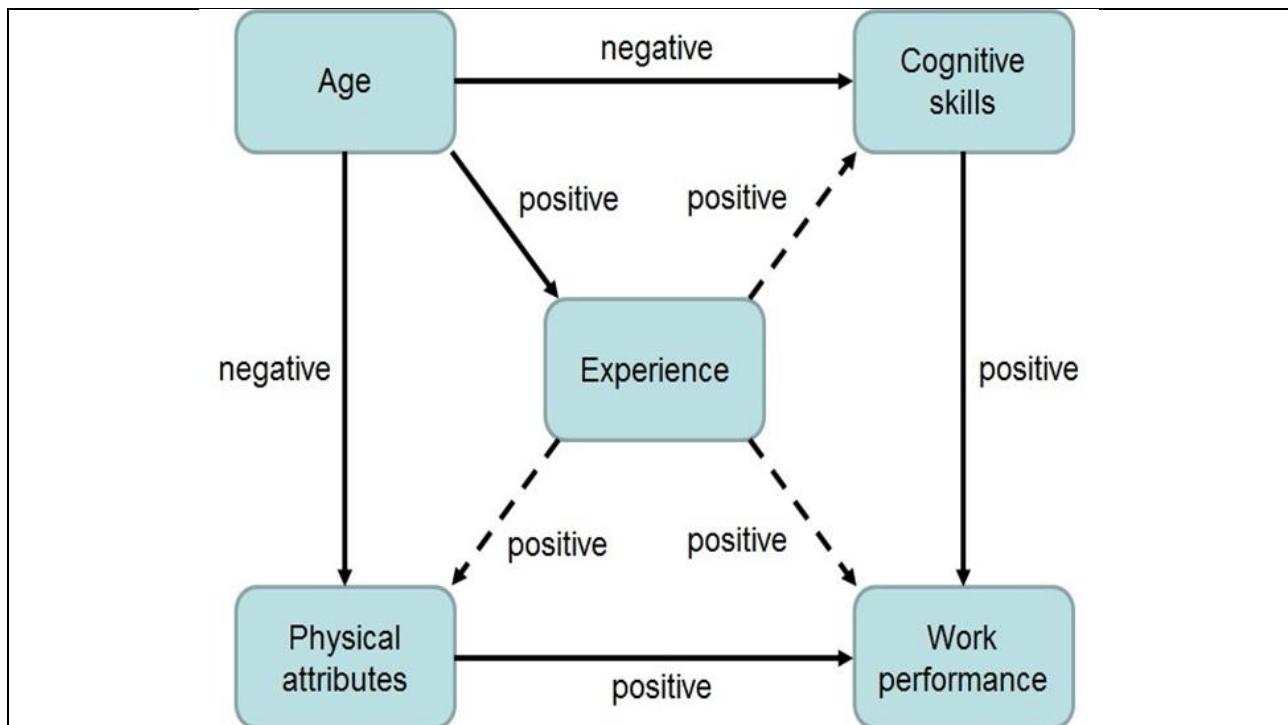 negative
Age
Cognitive
skills
positive
positive
negative
Experience
positive
positive
positive
Physical
attributes
positive
Work
performance